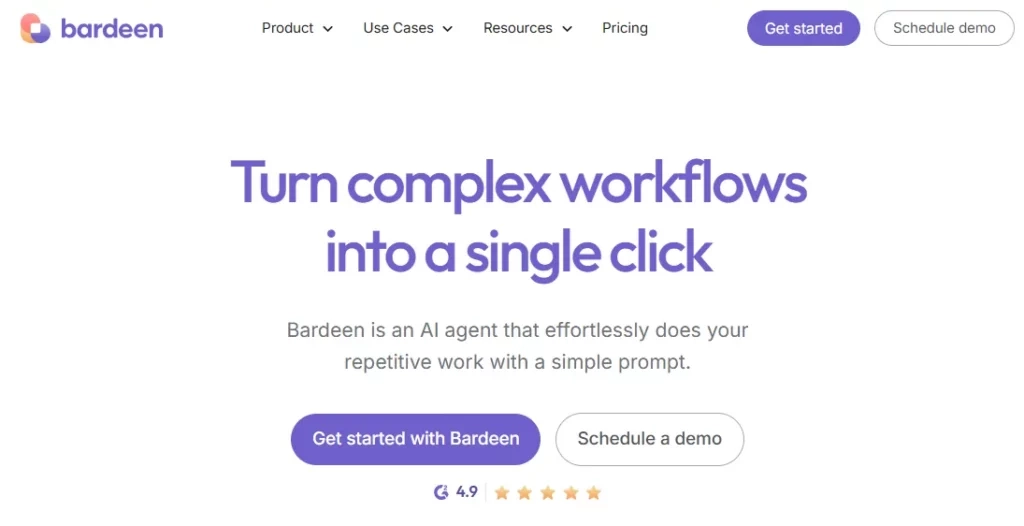 bardeen
Product
Use Cases
Resources
Pricing
Get started
Schedule demo
Turn complex workflows
into a single click
Bardeen is an AI agent that effortlessly does your
repetitive work with a simple prompt.
Get started with Bardeen
Schedule a demo
4.9